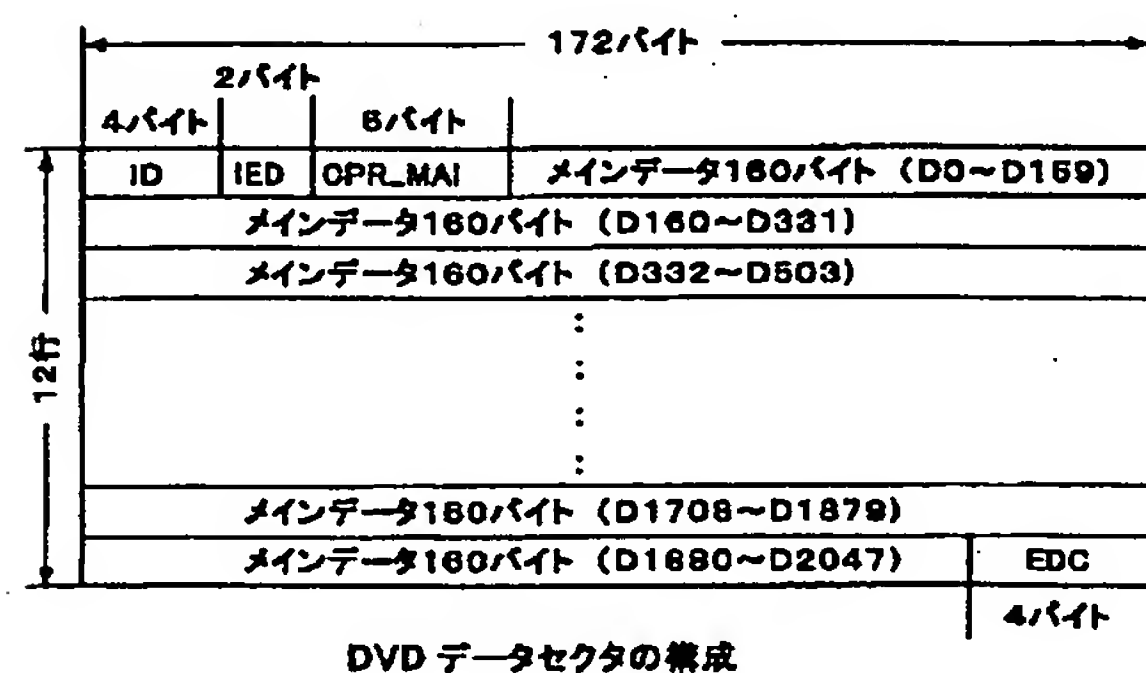 172バイト
2バイト
4バイト 6バイト
ID IED CPR_MAI メインデータ160バイト (D0~D159)
メインデータ160バイト (D160~D331)
メインデータ160バイト (D332~D503)
12行
メインデータ160バイト (D1708~D1879)
メインデータ160バイト (D1880~D2047) EDC
4バイト
DVD データセクタの構成